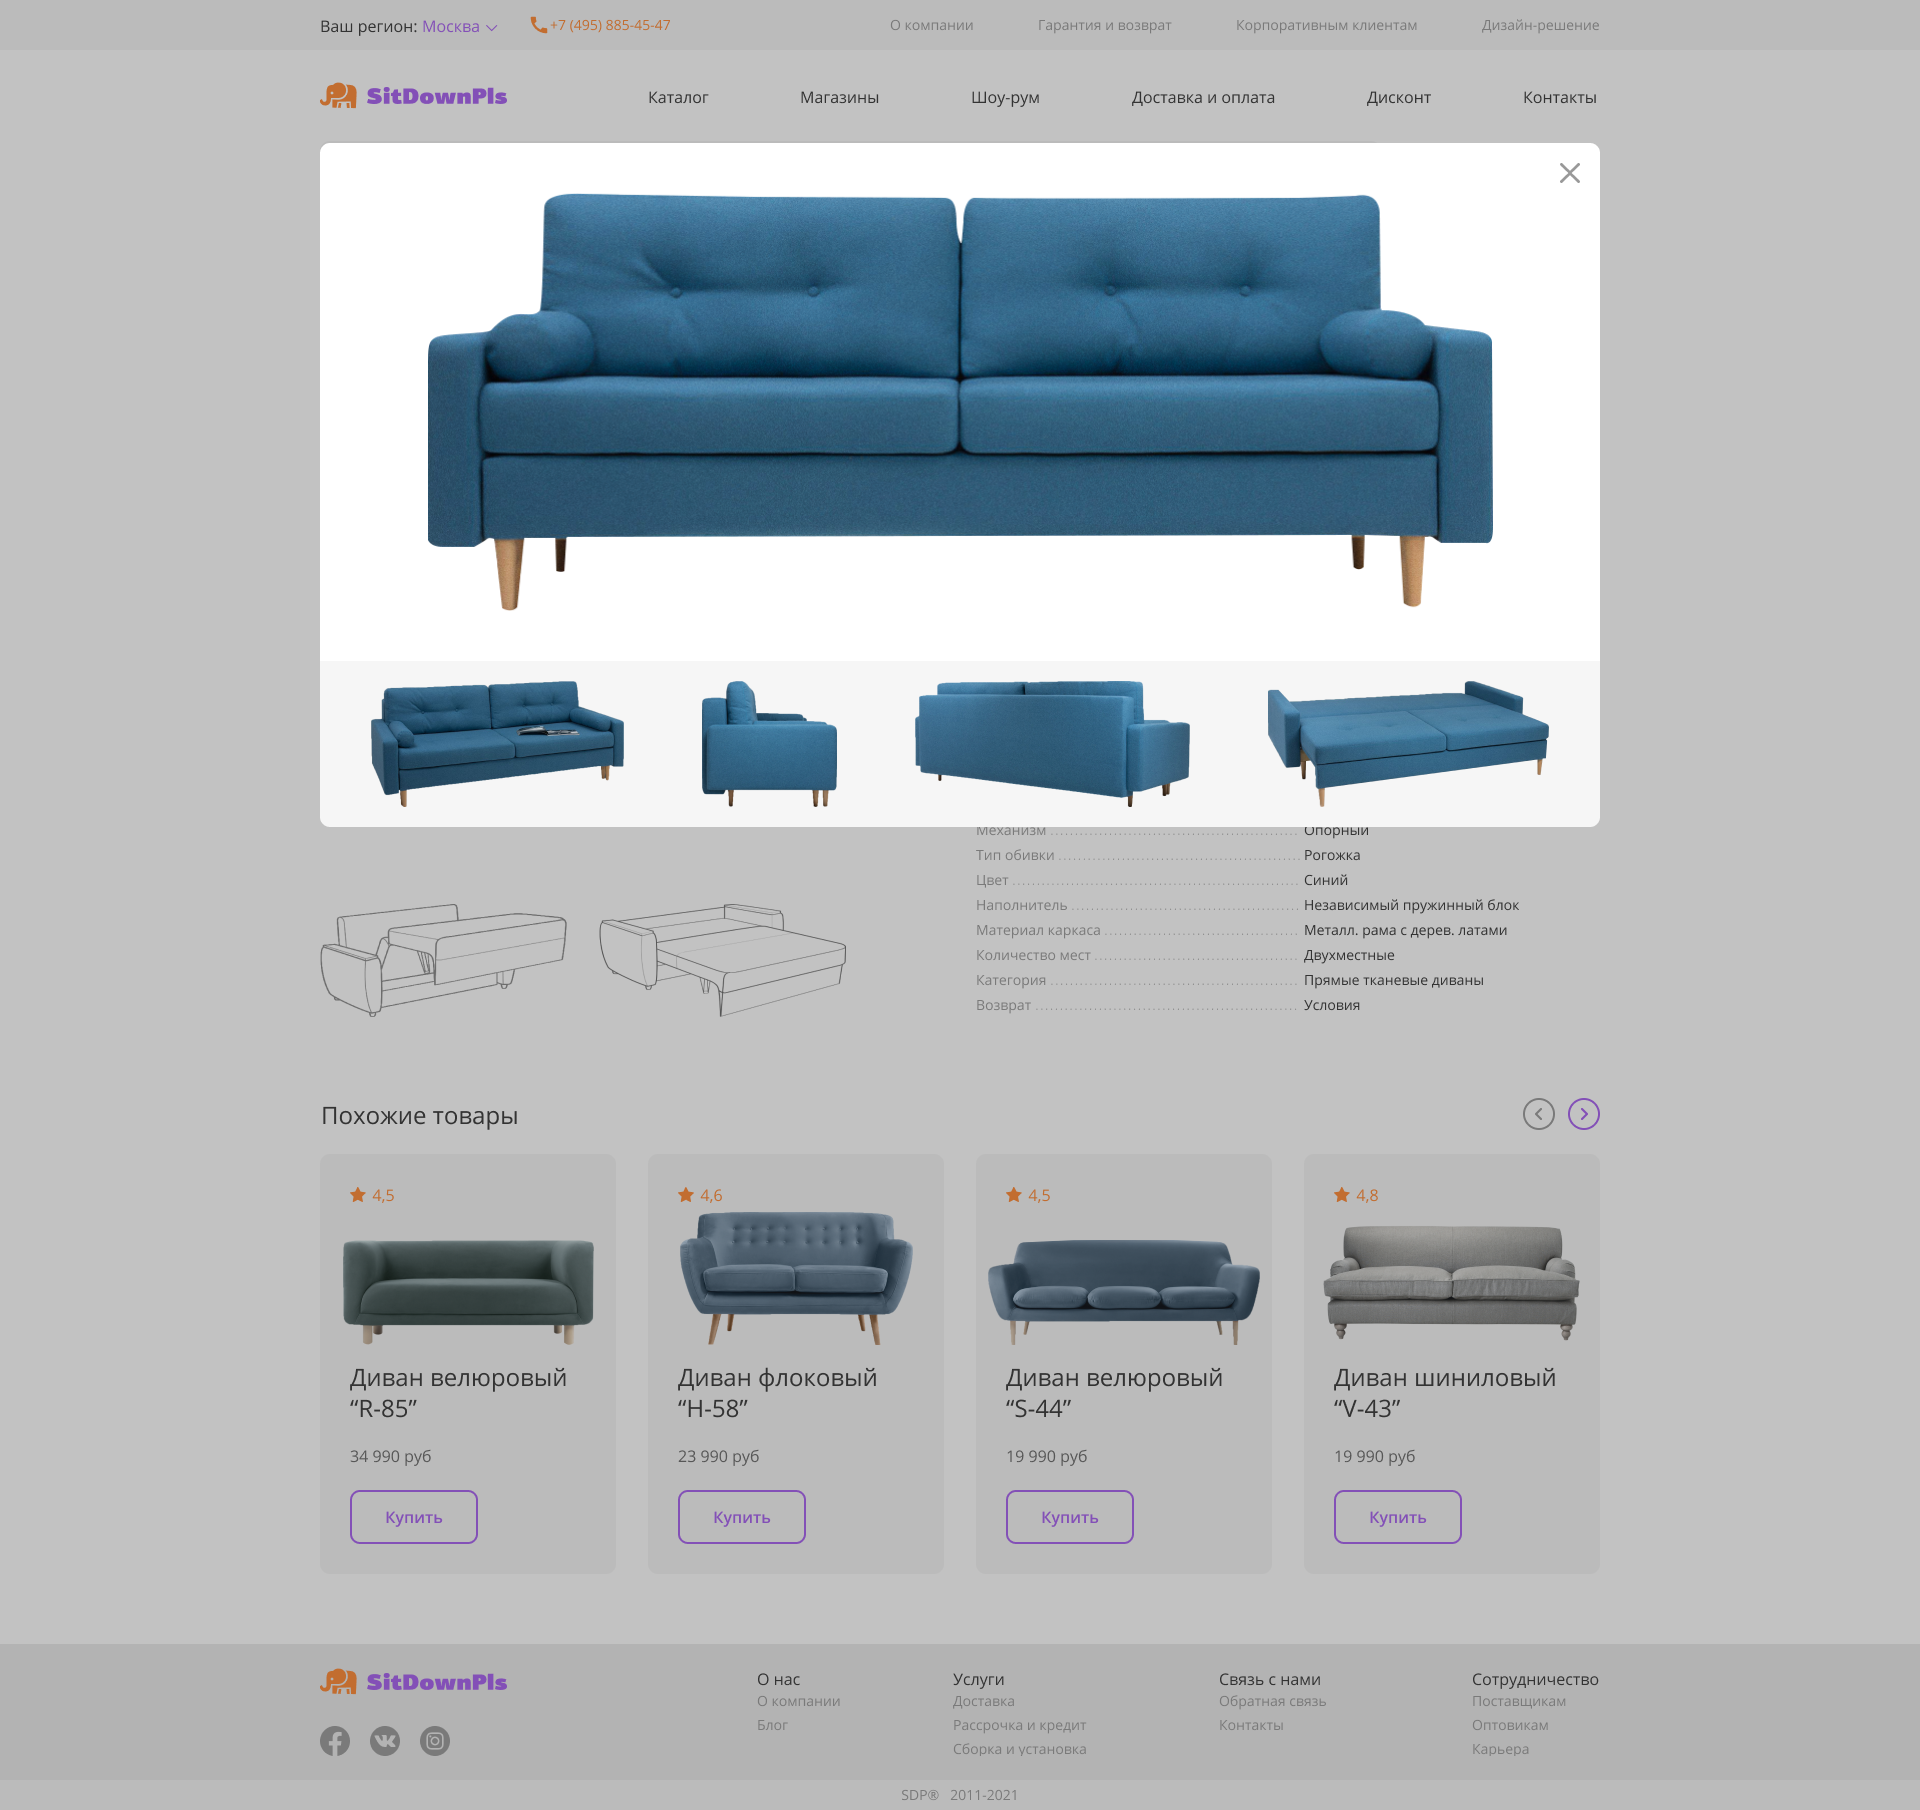 Ваш регион: Москва
+7 (495) 885-45-47
О компании
Гарантия и возврат
Корпоративным клиентам
Дизайн-решение
SitDownPls
Каталог
Магазины
Шоу-рум
Доставка и оплата
Дисконт
Контакты
Механизм Опорный
Тип обивки Рогожка
Цвет Синий
Наполнитель Независимый пружинный блок
Материал каркаса Металл. рама с дерев. латами
Количество мест Двухместные
Категория Прямые тканевые диваны
Возврат Условия
Похожие товары
4,5
Диван велюровый
“R-85”
34 990 руб
Купить
4,6
Диван флоковый
“H-58”
23 990 руб
Купить
4,5
Диван велюровый
“S-44”
19 990 руб
Купить
4,8
Диван шиниловый
“V-43”
19 990 руб
Купить
SitDownPls
О нас
О компании
Блог
Услуги
Доставка
Рассрочка и кредит
Сборка и установка
Связь с нами
Обратная связь
Контакты
Сотрудничество
Поставщикам
Оптовикам
Карьера
SDP® 2011-2021